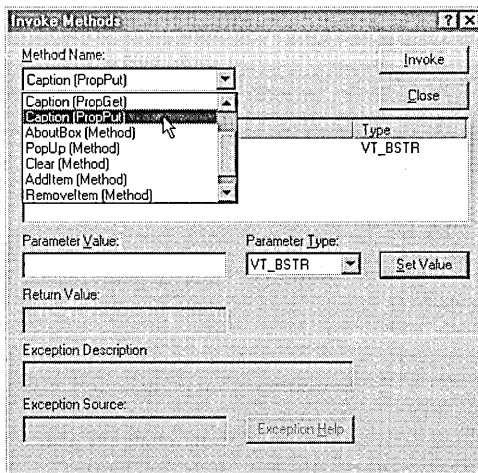 Invoke Methods
Method Name:
Invoke
Caption (PropPut)
Close
Caption (PropGet)
Caption (PropPut)
AboutBox (Method)
PopUp (Method)
Clear (Method)
AddItem (Method)
RemoveItem (Method)
Type
VT_BSTR
Parameter Value:
Parameter Type:
VT_BSTR
Set Value
Return Value:
Exception Description
Exception Source:
Exception Help